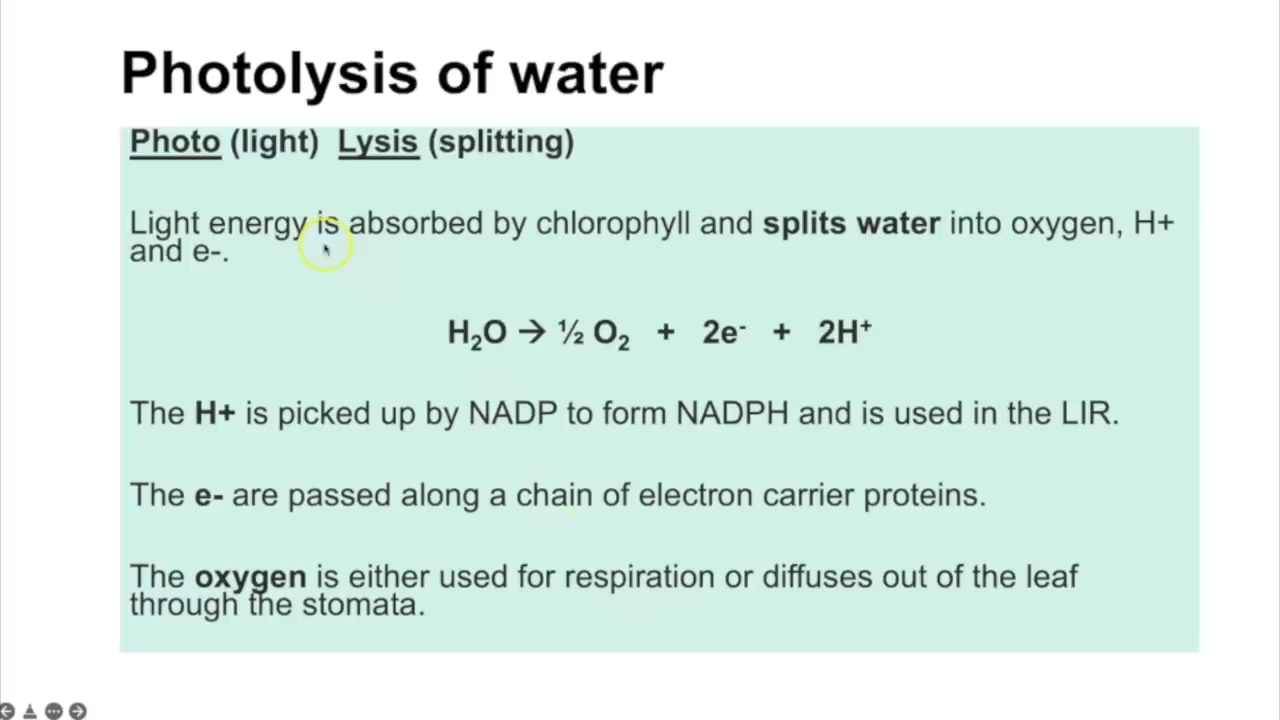 Photolysis of water
Photo (light) Lysis (splitting)
Light energy is absorbed by chlorophyll and splits water into oxygen, H+
and e-.
H₂O → ½ O₂ + 2e⁻ + 2H⁺
The H+ is picked up by NADP to form NADPH and is used in the LIR.
The e- are passed along a chain of electron carrier proteins.
The oxygen is either used for respiration or diffuses out of the leaf
through the stomata.